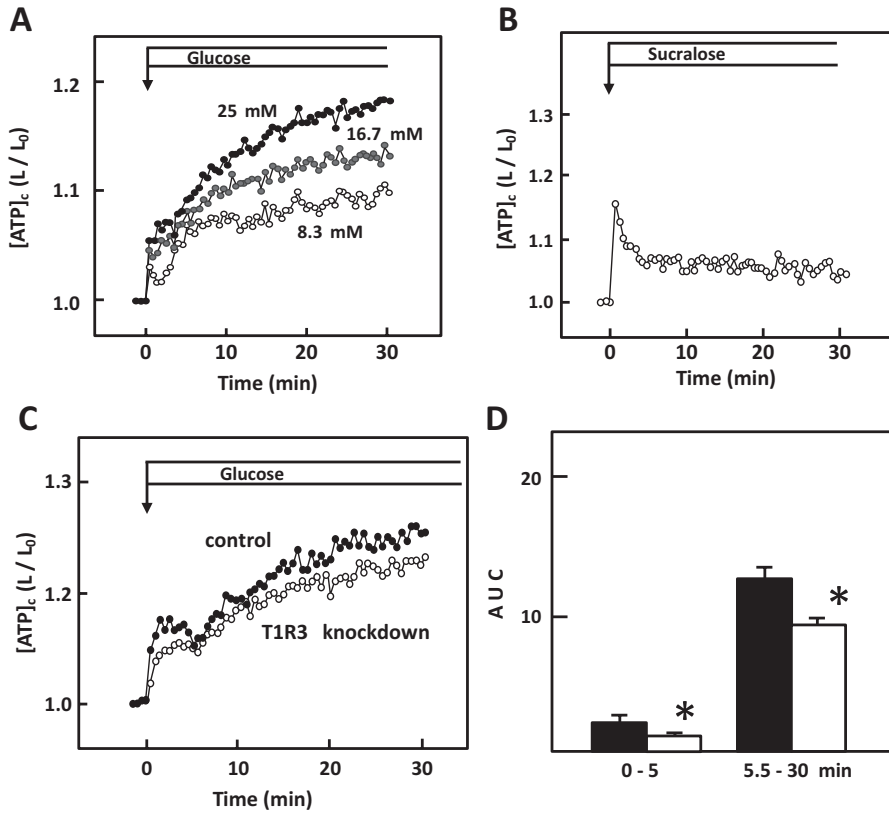 A
Glucose
1.2
1.1
1.0
25 mM
16.7 mM
8.3 mM
[ATP]c (L / L0)
0 10 20 30
Time (min)
B
Sucralose
1.3
1.2
1.1
1.0
[ATP]c (L / L0)
0 10 20 30
Time (min)
C
Glucose
1.3
1.2
1.0
control
T1R3 knockdown
[ATP]c (L / L0)
0 10 20 30
Time (min)
D
20
10
A U C
*
*
0 - 5 5.5 - 30 min